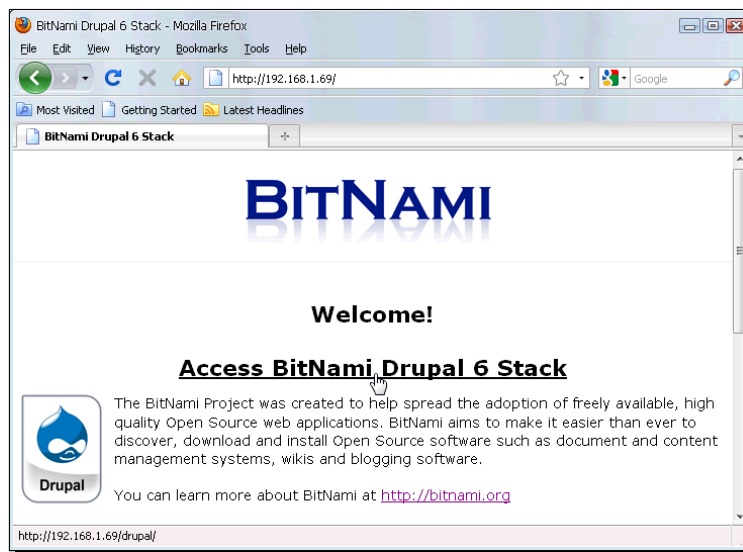 BitNami Drupal 6 Stack - Mozilla Firefox
File Edit View History Bookmarks Tools Help
http://192.168.1.69/
Google
Most Visited Getting Started Latest Headlines
BitNami Drupal 6 Stack
BITNAMI
Welcome!
Access BitNami Drupal 6 Stack
The BitNami Project was created to help spread the adoption of freely available, high
quality Open Source web applications. BitNami aims to make it easier than ever to
discover, download and install Open Source software such as document and content
management systems, wikis and blogging software.
Drupal
You can learn more about BitNami at http://bitnami.org
http://192.168.1.69/drupal/